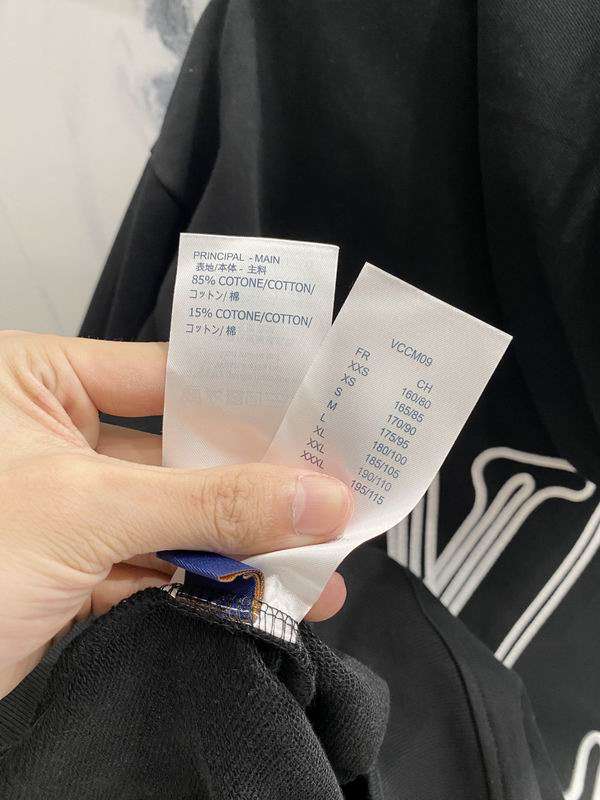 PRINCIPAL - MAIN
表地/本体 - 主料
85% COTONE/COTTON/
コットン/ 棉
15% COTONE/COTTON/
コットン/ 棉
VCCM09
FR CH
XXS 160/80
XS 165/85
S 170/90
M 175/95
L 180/100
XL 185/105
XXL 190/110
XXXL 195/115